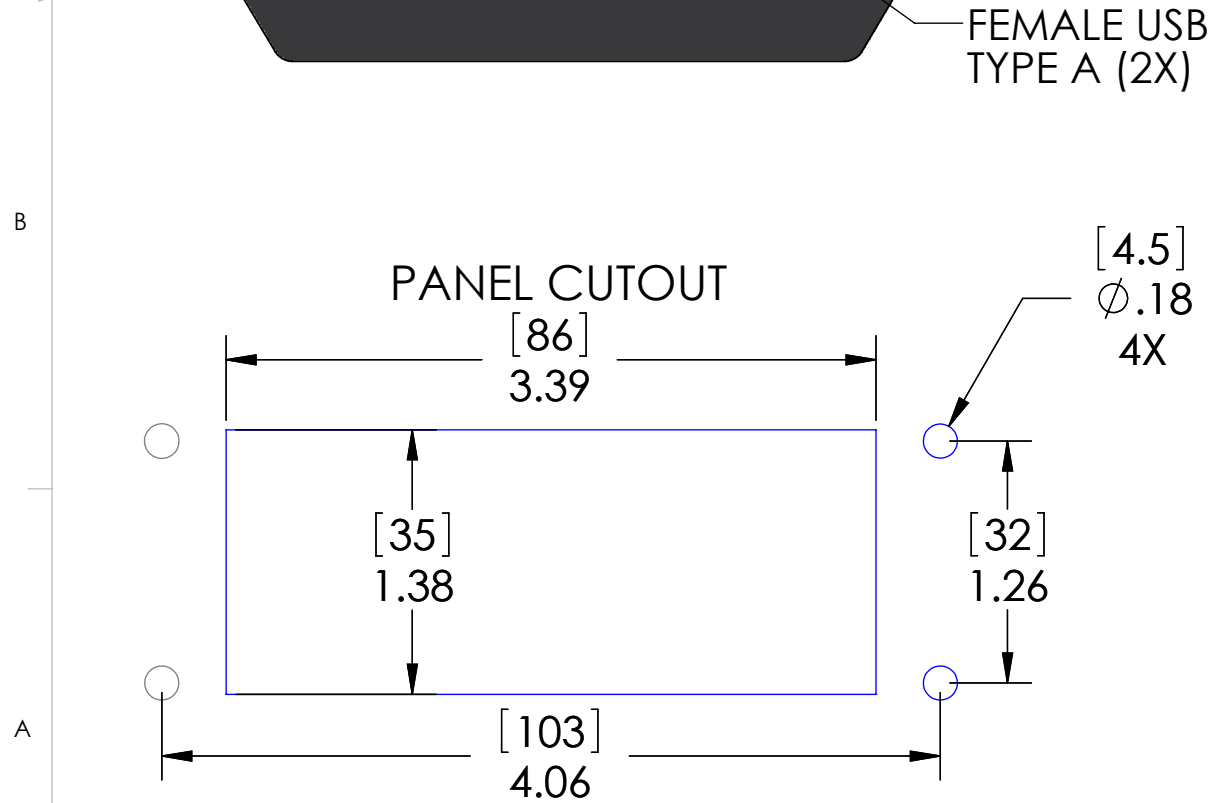 FEMALE USB
TYPE A (2X)
B
PANEL CUTOUT
[86]
3.39
[4.5]
∅.18
4X
[35]
1.38
[32]
1.26
A
[103]
4.06